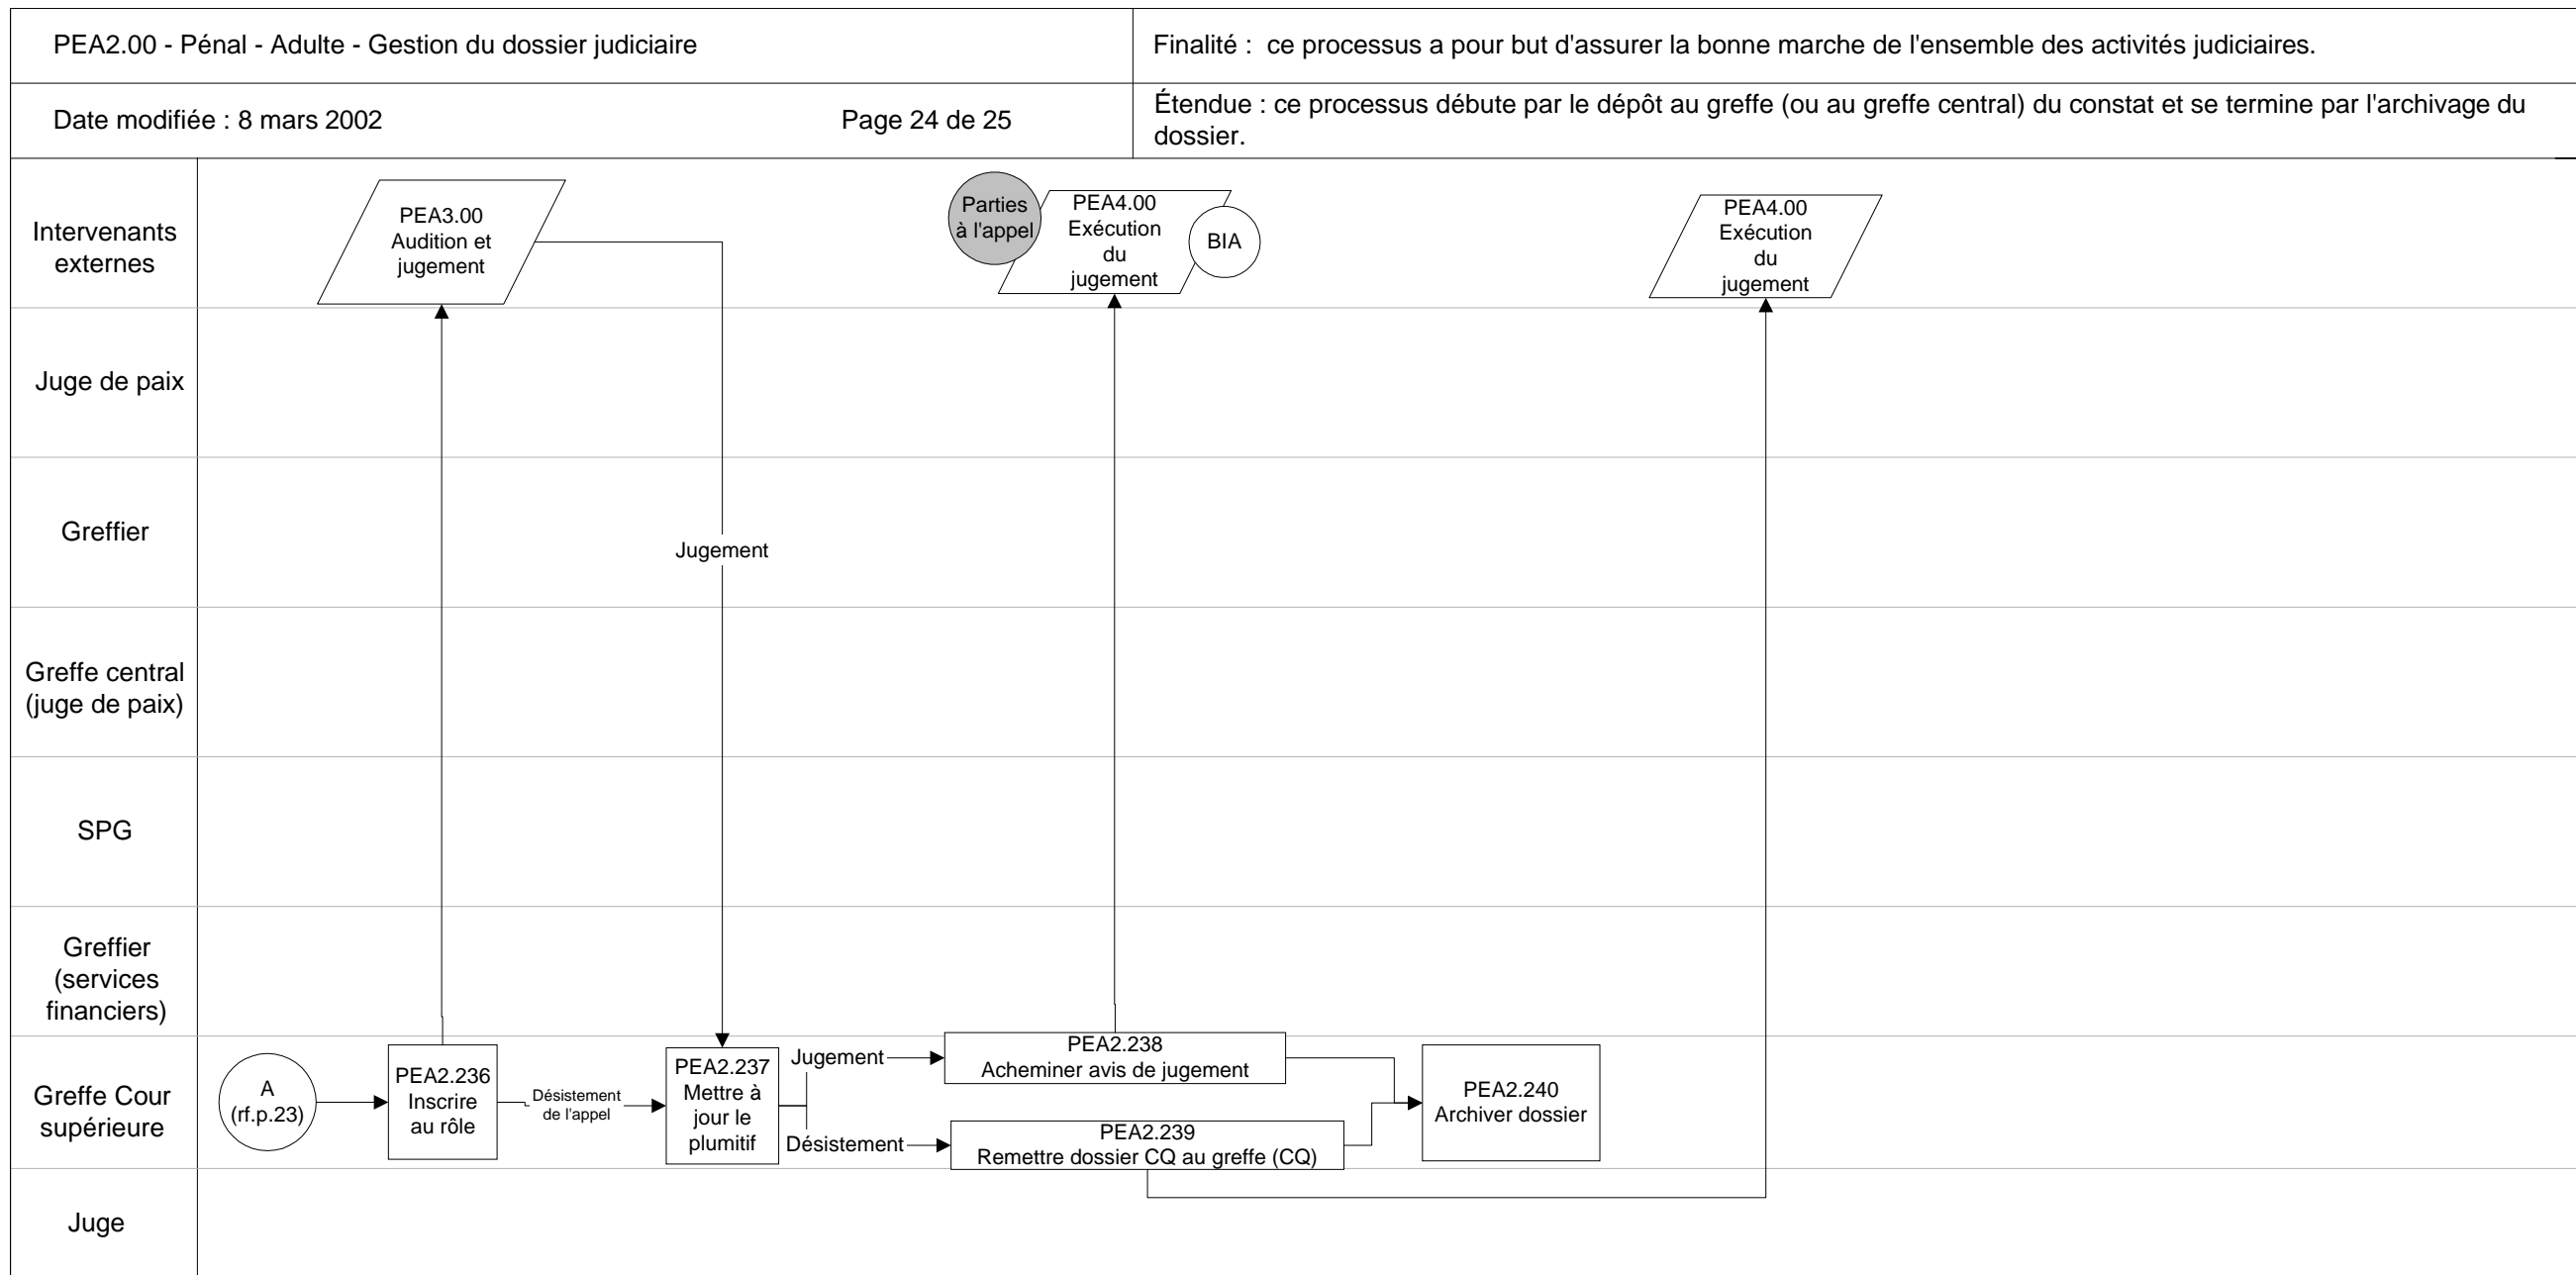 PEA2.00 - Pénal - Adulte - Gestion du dossier judiciaire
Finalité : ce processus a pour but d'assurer la bonne marche de l'ensemble des activités judiciaires.
Date modifiée : 8 mars 2002
Page 24 de 25
Étendue : ce processus débute par le dépôt au greffe (ou au greffe central) du constat et se termine par l'archivage du
dossier.
Intervenants
externes
PEA3.00
Audition et
jugement
Parties
à l'appel
PEA4.00
Exécution
du
jugement
BIA
PEA4.00
Exécution
du
jugement
Juge de paix
Greffier
Jugement
Greffe central
(juge de paix)
SPG
Greffier
(services
financiers)
Greffe Cour
supérieure
A
(rf.p.23)
PEA2.236
Inscrire
au rôle
Désistement
de l'appel
PEA2.237
Mettre à
jour le
plumitif
Jugement
Désistement
PEA2.238
Acheminer avis de jugement
PEA2.239
Remettre dossier CQ au greffe (CQ)
PEA2.240
Archiver dossier
Juge